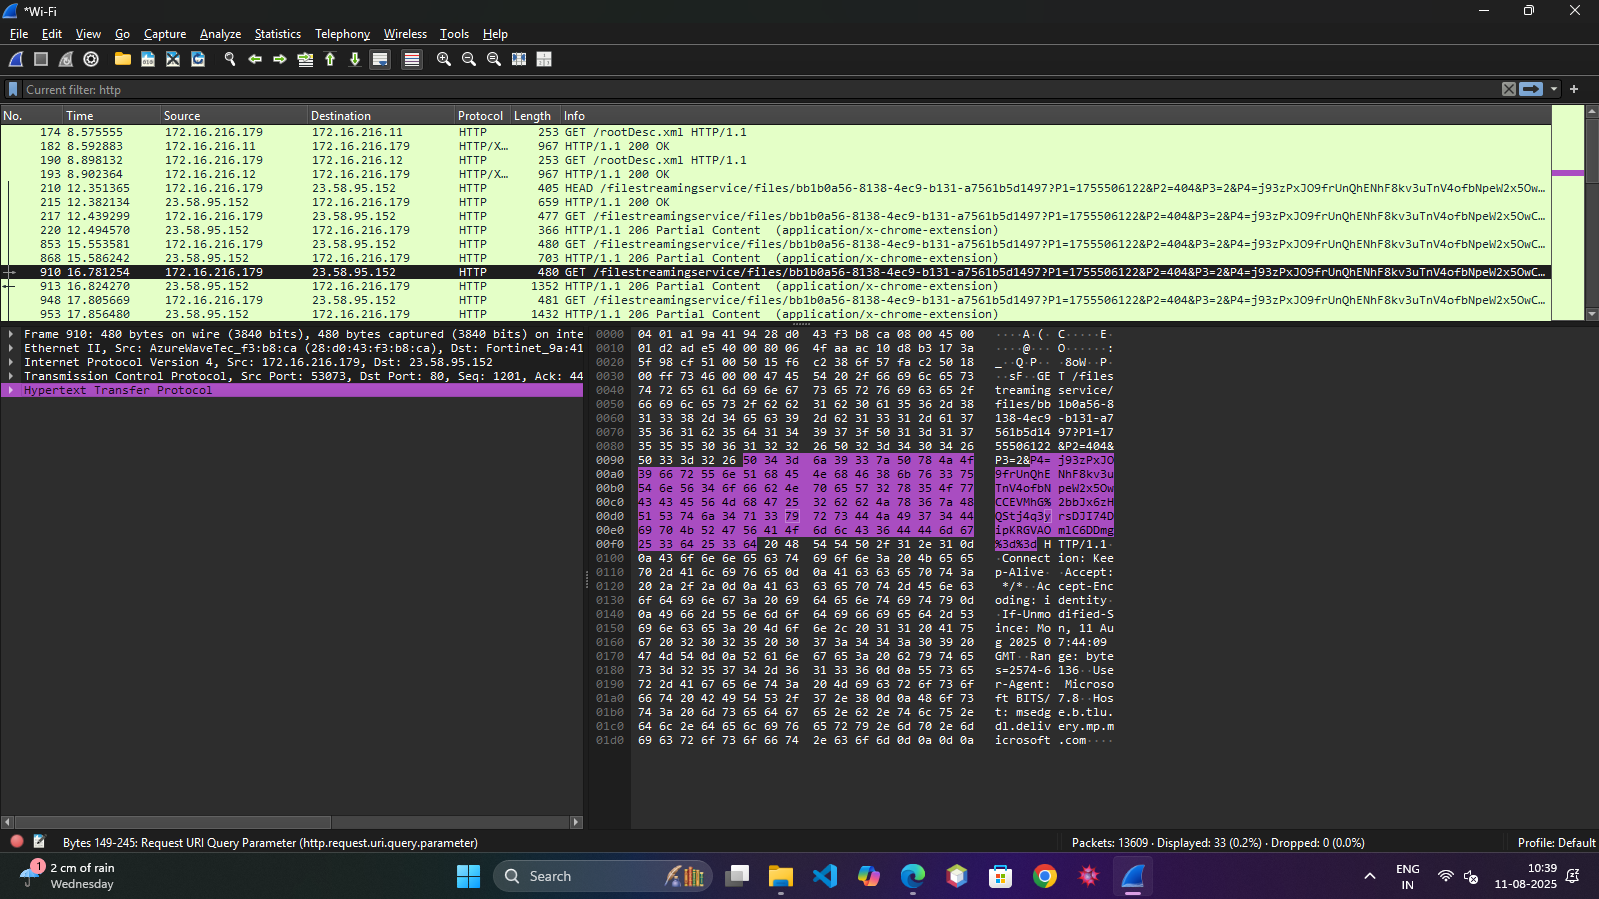 *Wi-Fi
File Edit View Go Capture Analyze Statistics Telephony Wireless Tools Help
Current filter: http
No. Time Source Destination Protocol Length Info
174 8.575555 172.16.216.179 172.16.216.11 HTTP 253 GET /rootDesc.xml HTTP/1.1
182 8.592883 172.16.216.11 172.16.216.179 HTTP/X… 967 HTTP/1.1 200 OK
190 8.898132 172.16.216.179 172.16.216.12 HTTP 253 GET /rootDesc.xml HTTP/1.1
193 8.902364 172.16.216.12 172.16.216.179 HTTP/X… 967 HTTP/1.1 200 OK
210 12.351365 172.16.216.179 23.58.95.152 HTTP 405 HEAD /filestreamingservice/files/bb1b0a56-8138-4ec9-b131-a7561b5d1497?P1=1755506122&P2=404&P3=2&P4=j93zPxJO9frUnQhENhF8kv3uTnV4ofbNpeW2x5Ow…
215 12.382134 23.58.95.152 172.16.216.179 HTTP 659 HTTP/1.1 200 OK
217 12.439299 172.16.216.179 23.58.95.152 HTTP 477 GET /filestreamingservice/files/bb1b0a56-8138-4ec9-b131-a7561b5d1497?P1=1755506122&P2=404&P3=2&P4=j93zPxJO9frUnQhENhF8kv3uTnV4ofbNpeW2x5OwC…
220 12.494570 23.58.95.152 172.16.216.179 HTTP 366 HTTP/1.1 206 Partial Content (application/x-chrome-extension)
853 15.553581 172.16.216.179 23.58.95.152 HTTP 480 GET /filestreamingservice/files/bb1b0a56-8138-4ec9-b131-a7561b5d1497?P1=1755506122&P2=404&P3=2&P4=j93zPxJO9frUnQhENhF8kv3uTnV4ofbNpeW2x5OwC…
868 15.586242 23.58.95.152 172.16.216.179 HTTP 703 HTTP/1.1 206 Partial Content (application/x-chrome-extension)
910 16.781254 172.16.216.179 23.58.95.152 HTTP 480 GET /filestreamingservice/files/bb1b0a56-8138-4ec9-b131-a7561b5d1497?P1=1755506122&P2=404&P3=2&P4=j93zPxJO9frUnQhENhF8kv3uTnV4ofbNpeW2x5OwC…
913 16.824270 23.58.95.152 172.16.216.179 HTTP 1352 HTTP/1.1 206 Partial Content (application/x-chrome-extension)
948 17.805669 172.16.216.179 23.58.95.152 HTTP 481 GET /filestreamingservice/files/bb1b0a56-8138-4ec9-b131-a7561b5d1497?P1=1755506122&P2=404&P3=2&P4=j93zPxJO9frUnQhENhF8kv3uTnV4ofbNpeW2x5OwC…
953 17.856480 23.58.95.152 172.16.216.179 HTTP 1432 HTTP/1.1 206 Partial Content (application/x-chrome-extension)
Frame 910: 480 bytes on wire (3840 bits), 480 bytes captured (3840 bits) on inte
Ethernet II, Src: AzureWaveTec_f3:b8:ca (28:d0:43:f3:b8:ca), Dst: Fortinet_9a:41
Internet Protocol Version 4, Src: 172.16.216.179, Dst: 23.58.95.152
Transmission Control Protocol, Src Port: 53073, Dst Port: 80, Seq: 1201, Ack: 44
Hypertext Transfer Protocol
0000 04 01 a1 9a 41 94 28 d0 43 f3 b8 ca 08 00 45 00 ····A·(· C·····E·
0010 01 d2 ad e5 40 00 80 06 4f aa ac 10 d8 b3 17 3a ····@··· O······:
0020 5f 98 cf 51 00 50 15 f6 c2 38 6f 57 fa c2 50 18 _··Q·P·· ·8oW··P·
0030 00 ff 73 46 00 00 47 45 54 20 2f 66 69 6c 65 73 ··sF··GE T /files
0040 74 72 65 61 6d 69 6e 67 73 65 72 76 69 63 65 2f treaming service/
0050 66 69 6c 65 73 2f 62 62 31 62 30 61 35 36 2d 38 files/bb 1b0a56-8
0060 31 33 38 2d 34 65 63 39 2d 62 31 33 31 2d 61 37 138-4ec9 -b131-a7
0070 35 36 31 62 35 64 31 34 39 37 3f 50 31 3d 31 37 561b5d14 97?P1=17
0080 35 35 35 30 36 31 32 32 26 50 32 3d 34 30 34 26 55506122 &P2=404&
0090 50 33 3d 32 26 50 34 3d 6a 39 33 7a 50 78 4a 4f P3=2&P4= j93zPxJO
00a0 39 66 72 55 6e 51 68 45 4e 68 46 38 6b 76 33 75 9frUnQhE NhF8kv3u
00b0 54 6e 56 34 6f 66 62 4e 70 65 57 32 78 35 4f 77 TnV4ofbN peW2x5Ow
00c0 43 43 45 56 4d 68 47 25 32 62 62 4a 78 36 7a 48 CCEVMhG% 2bbJx6zH
00d0 51 53 74 6a 34 71 33 79 72 73 44 4a 49 37 34 44 QStj4q3y rsDJI74D
00e0 69 70 4b 52 47 56 41 4f 6d 6c 43 36 44 44 6d 67 ipKRGVAO mlC6DDmg
00f0 25 33 64 25 33 64 20 48 54 54 50 2f 31 2e 31 0d %3d%3d H TTP/1.1·
0100 0a 43 6f 6e 6e 65 63 74 69 6f 6e 3a 20 4b 65 65 ·Connect ion: Kee
0110 70 2d 41 6c 69 76 65 0d 0a 41 63 63 65 70 74 3a p-Alive· ·Accept:
0120 20 2a 2f 2a 0d 0a 41 63 63 65 70 74 2d 45 6e 63 */*··Ac cept-Enc
0130 6f 64 69 6e 67 3a 20 69 64 65 6e 74 69 74 79 0d oding: i dentity·
0140 0a 49 66 2d 55 6e 6d 6f 64 69 66 69 65 64 2d 53 ·If-Unmo dified-S
0150 69 6e 63 65 3a 20 4d 6f 6e 2c 20 31 31 20 41 75 ince: Mo n, 11 Au
0160 67 20 32 30 32 35 20 30 37 3a 34 34 3a 30 39 20 g 2025 0 7:44:09
0170 47 4d 54 0d 0a 52 61 6e 67 65 3a 20 62 79 74 65 GMT··Ran ge: byte
0180 73 3d 32 35 37 34 2d 36 31 33 36 0d 0a 55 73 65 s=2574-6 136··Use
0190 72 2d 41 67 65 6e 74 3a 20 4d 69 63 72 6f 73 6f r-Agent: Microso
01a0 66 74 20 42 49 54 53 2f 37 2e 38 0d 0a 48 6f 73 ft BITS/ 7.8··Hos
01b0 74 3a 20 6d 73 65 64 67 65 2e 62 2e 74 6c 75 2e t: msedg e.b.tlu.
01c0 64 6c 2e 64 65 6c 69 76 65 72 79 2e 6d 70 2e 6d dl.deliv ery.mp.m
01d0 69 63 72 6f 73 6f 66 74 2e 63 6f 6d 0d 0a 0d 0a icrosoft .com····
Bytes 149-245: Request URI Query Parameter (http.request.uri.query.parameter)
Packets: 13609 · Displayed: 33 (0.2%) · Dropped: 0 (0.0%)
Profile: Default
1
2 cm of rain
Wednesday
Search
ENG
IN
10:39
11-08-2025